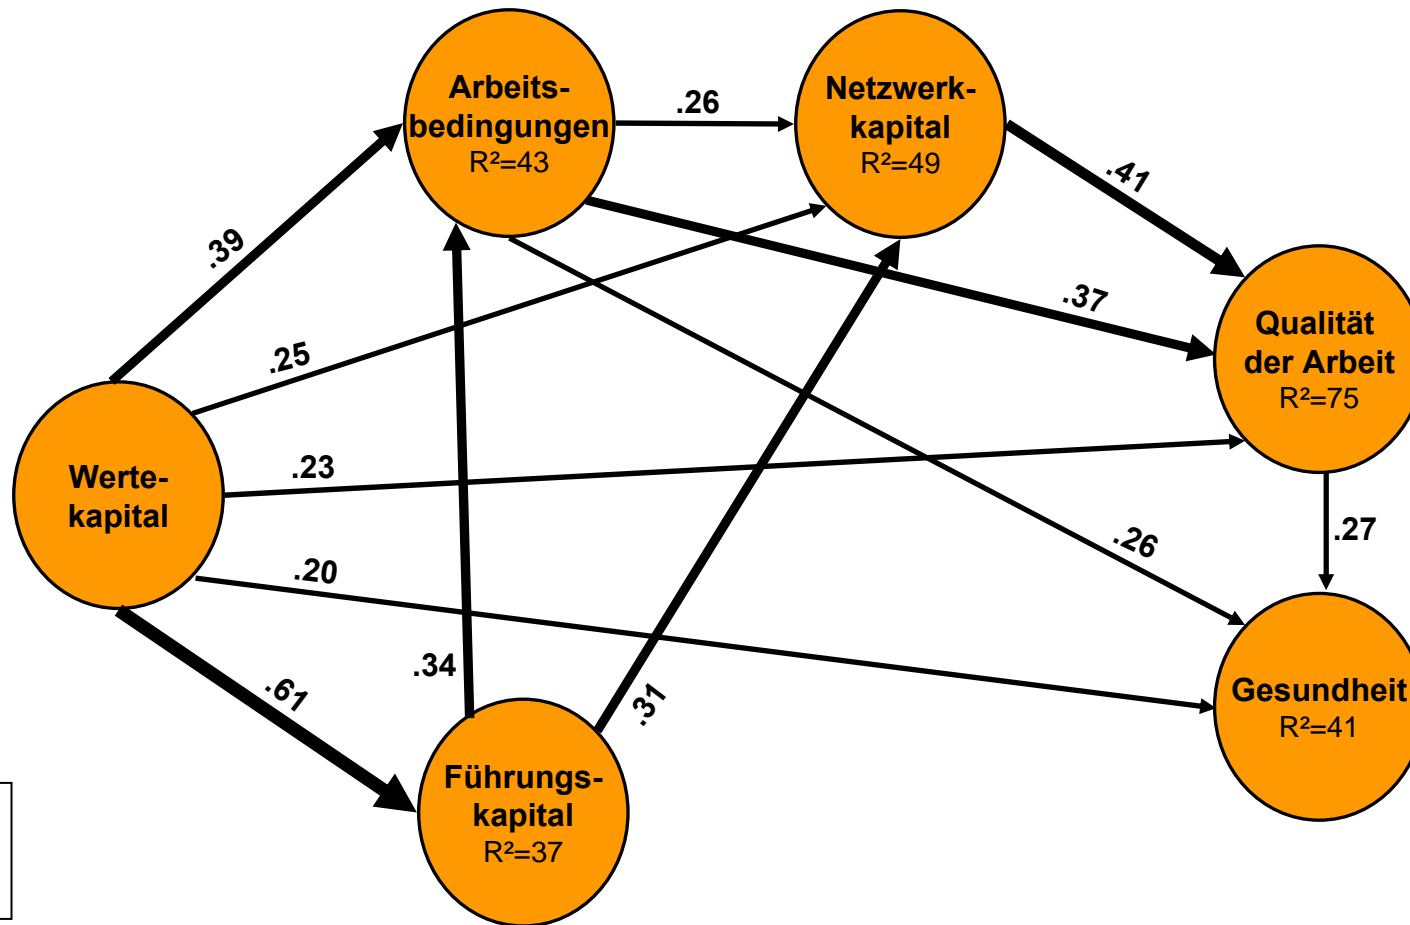 Arbeits-
bedingungen
R²=43
.26
Netzwerk-
kapital
R²=49
.41
.39
.37
.25
Qualität
der Arbeit
R²=75
Werte-
kapital
.23
.20
.26
.27
.61
.34
.31
Gesundheit
R²=41
Führungs-
kapital
R²=37